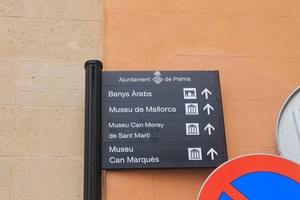 Ajuntament de Palma
Banys Àrabs
Museu de Mallorca
Museu Can Morey
de Sant Martí
Museu
Can Marquès